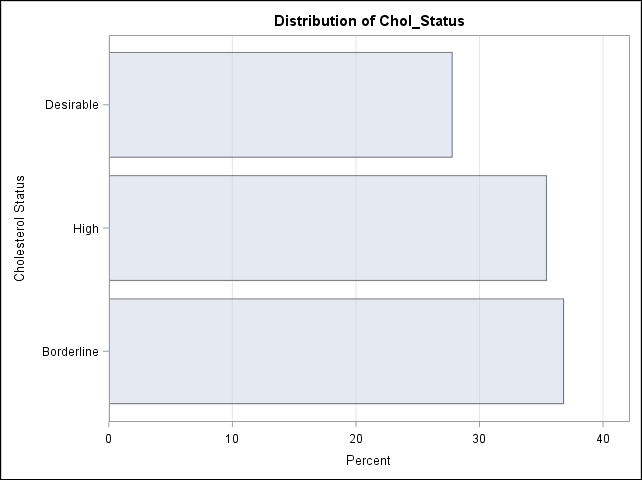 Distribution of Chol_Status
Cholesterol Status
Desirable
High
Borderline
0 10 20 30 40
Percent